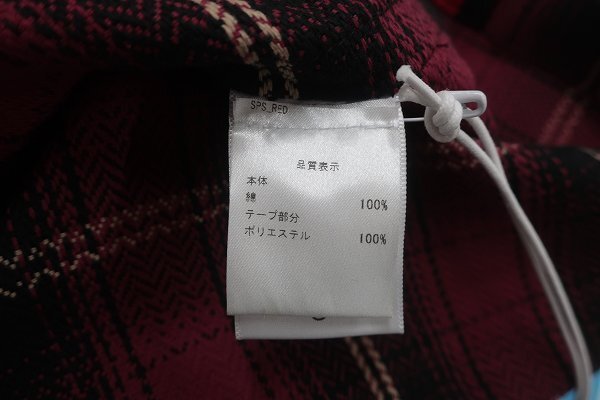 SPS_RED
品質表示
本体
綿 100%
テープ部分
ポリエステル 100%